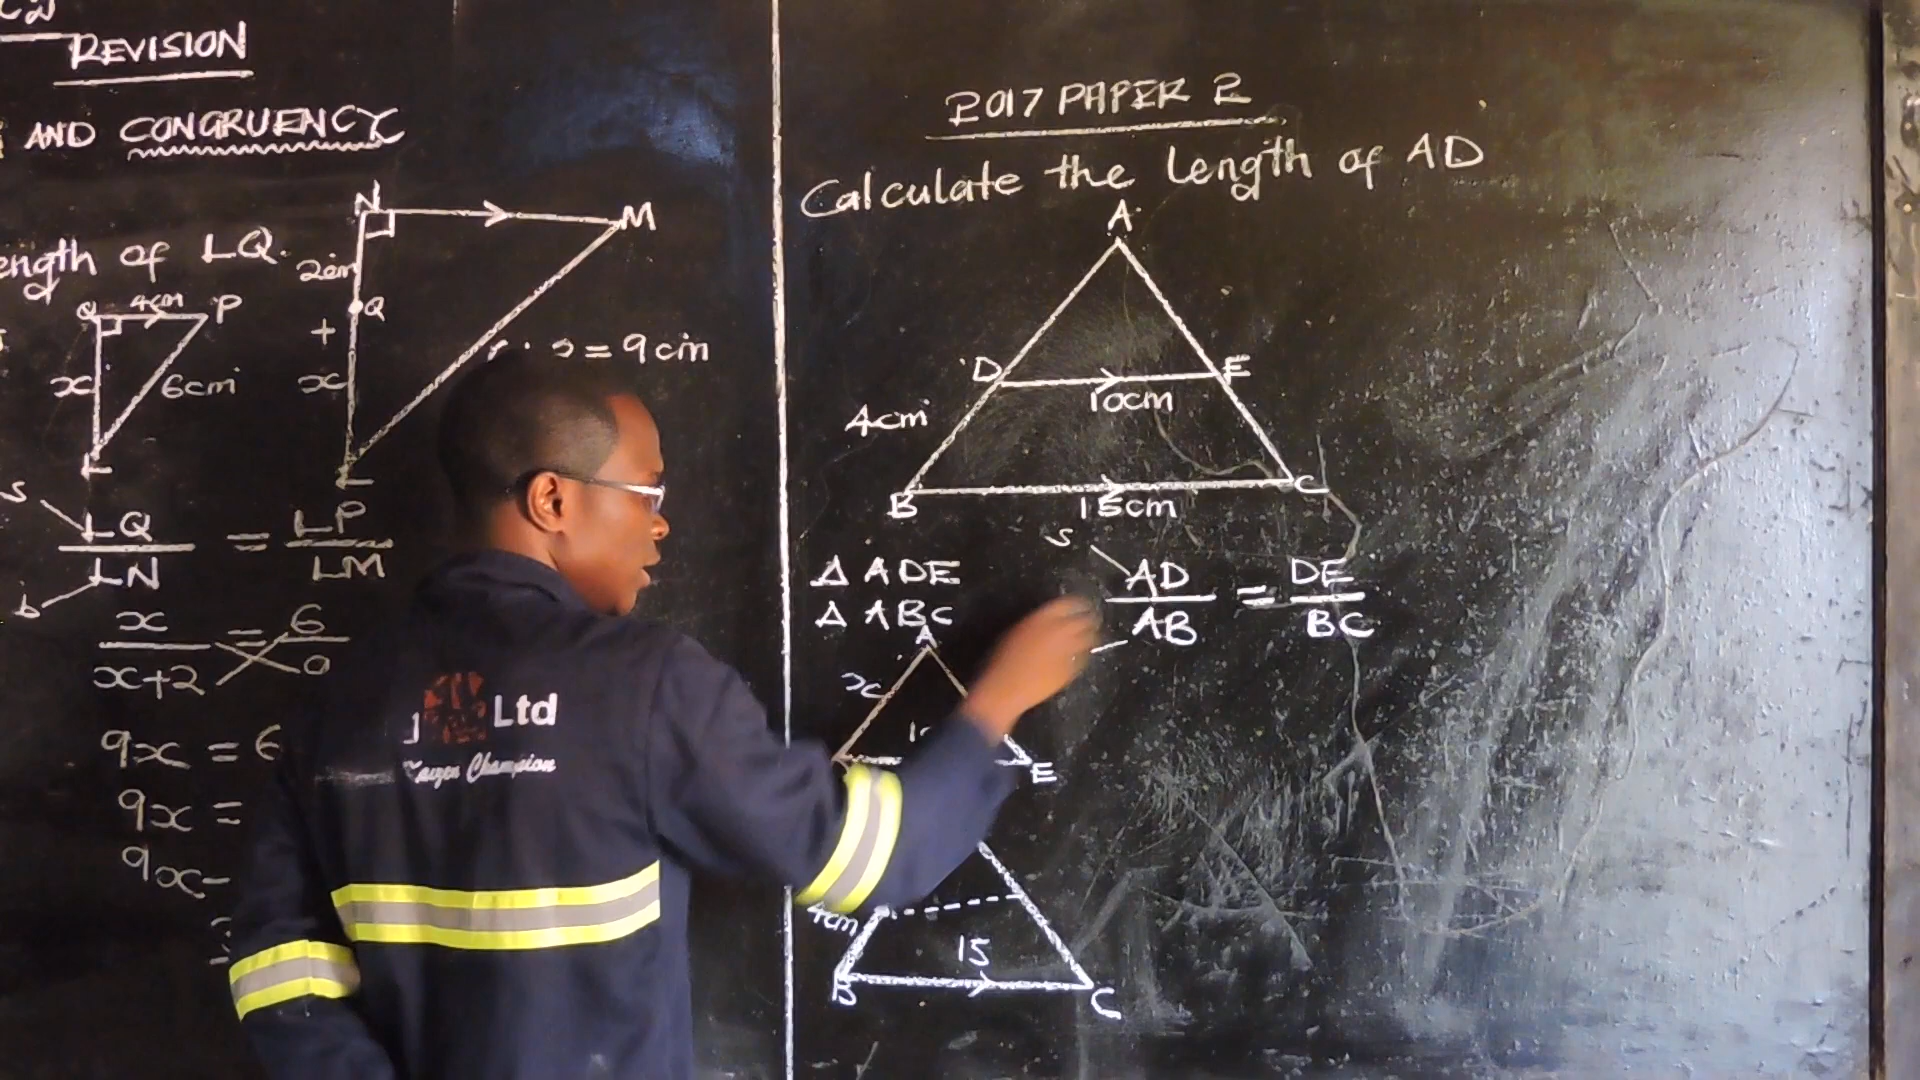 REVISION
AND CONGRUENCY
ength of LQ.
N
M
2cm
Q
+
x
L
= 9cm
Q
4cm
P
x
6cm
L
s
LQ = LP
LN LM
b
x = 6
x+2
9x = 6
9x =
9x-
2017 PAPER 2
Calculate the length of AD
A
D
E
10cm
4cm
B
C
15cm
Δ ADE
Δ ABC
s
AD = DE
AB BC
A
x
E
4cm
15
B
C
Ltd
Kaizen Champion